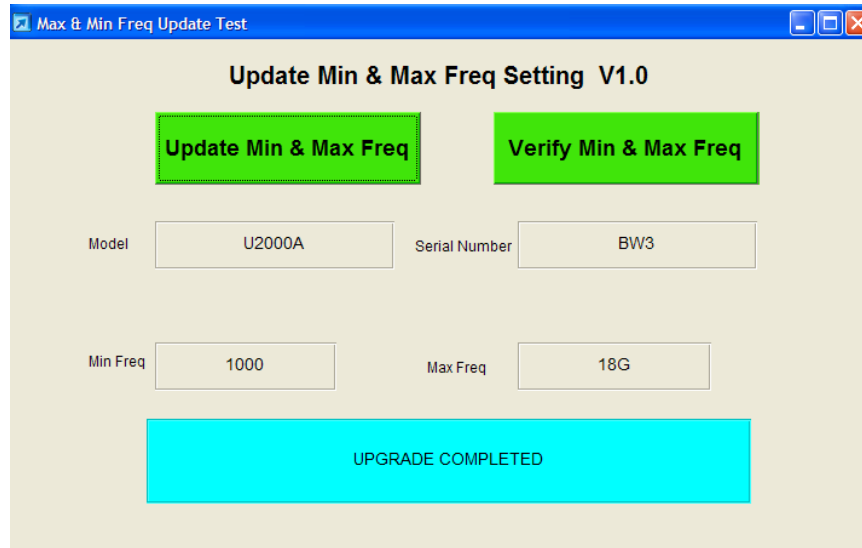 Max & Min Freq Update Test
Update Min & Max Freq Setting V1.0
Update Min & Max Freq
Verify Min & Max Freq
Model
U2000A
Serial Number
BW3
Min Freq
1000
Max Freq
18G
UPGRADE COMPLETED